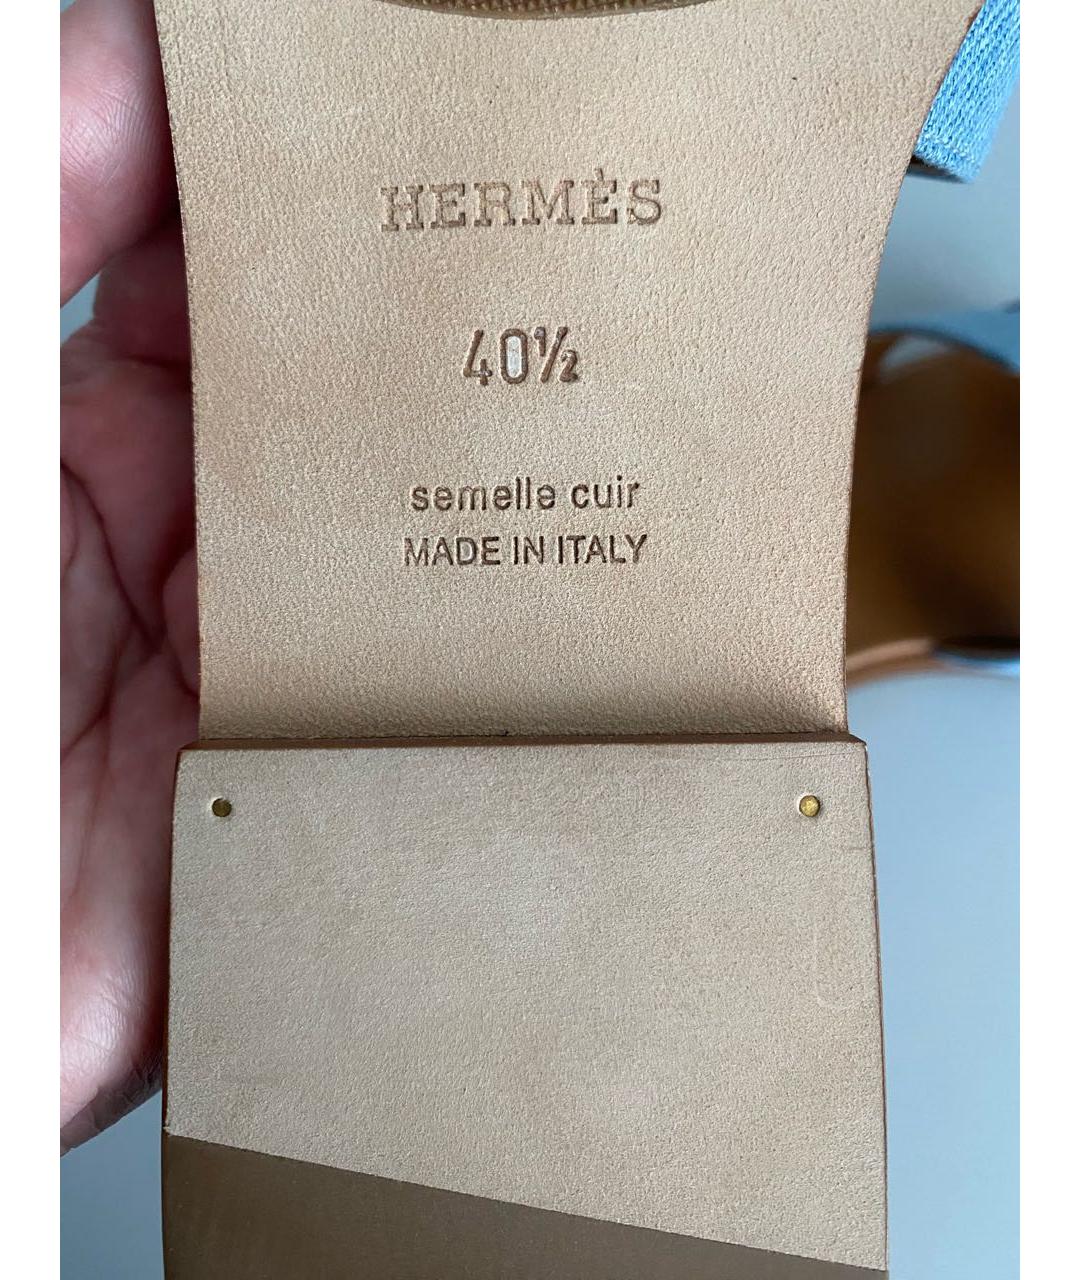 HERMÈS
40½
semelle cuir
MADE IN ITALY